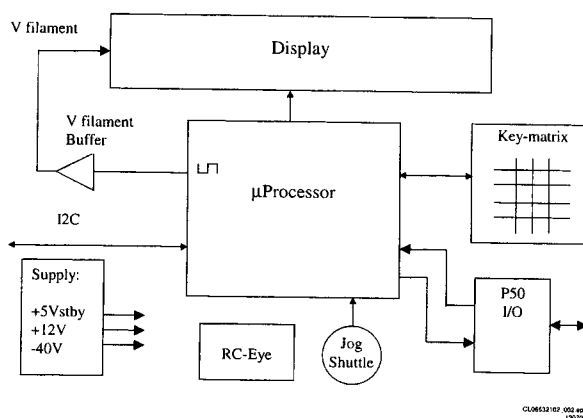 V filament
Display
V filament
Buffer
Key-matrix
µProcessor
I2C
Supply:
+5Vstby
+12V
-40V
P50
I/O
RC-Eye
Jog
Shuttle